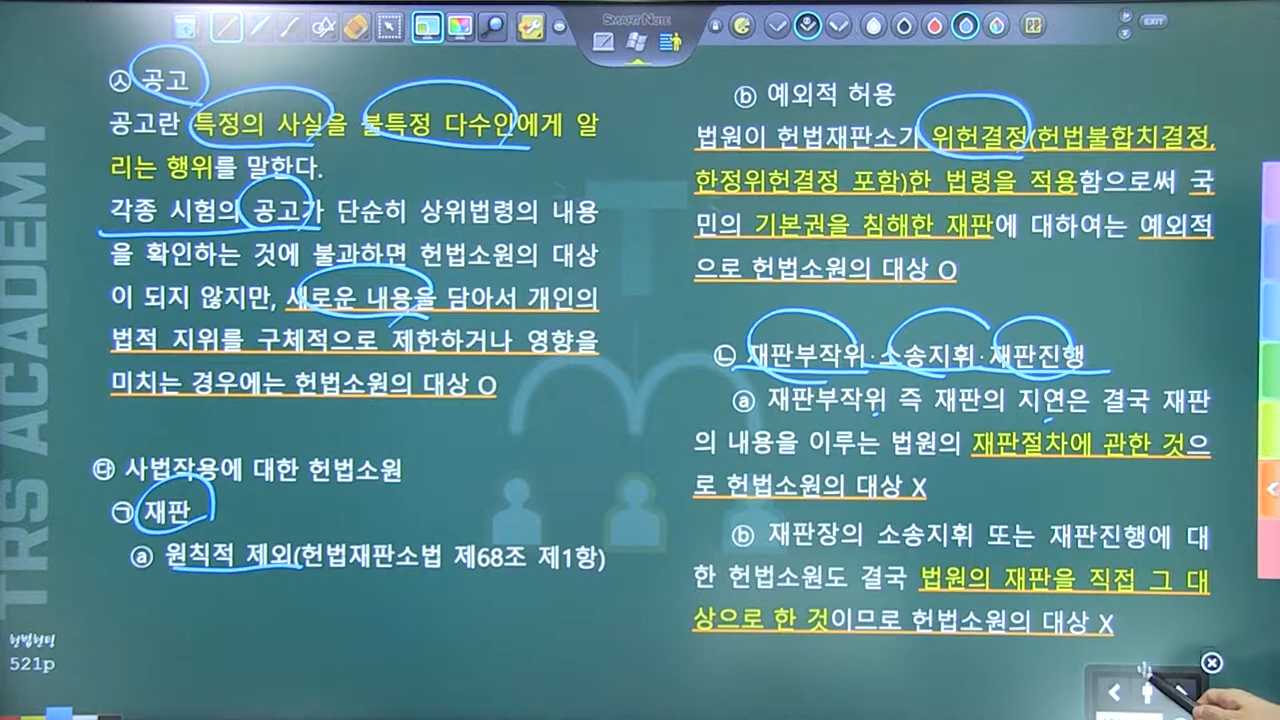 SMART NOTE
EXIT
㉦ 공고
공고란 특정의 사실을 불특정 다수인에게 알
리는 행위를 말한다.
각종 시험의 공고가 단순히 상위법령의 내용
을 확인하는 것에 불과하면 헌법소원의 대상
이 되지 않지만, 새로운 내용을 담아서 개인의
법적 지위를 구체적으로 제한하거나 영향을
미치는 경우에는 헌법소원의 대상 O
㉰ 사법작용에 대한 헌법소원
㉠ 재판
ⓐ 원칙적 제외(헌법재판소법 제68조 제1항)
ⓑ 예외적 허용
법원이 헌법재판소가 위헌결정(헌법불합치결정,
한정위헌결정 포함)한 법령을 적용함으로써 국
민의 기본권을 침해한 재판에 대하여는 예외적
으로 헌법소원의 대상 O
㉡ 재판부작위·소송지휘·재판진행
ⓐ 재판부작위 즉 재판의 지연은 결국 재판
의 내용을 이루는 법원의 재판절차에 관한 것으
로 헌법소원의 대상 X
ⓑ 재판장의 소송지휘 또는 재판진행에 대
한 헌법소원도 결국 법원의 재판을 직접 그 대
상으로 한 것이므로 헌법소원의 대상 X
TRS ACADEMY
521p